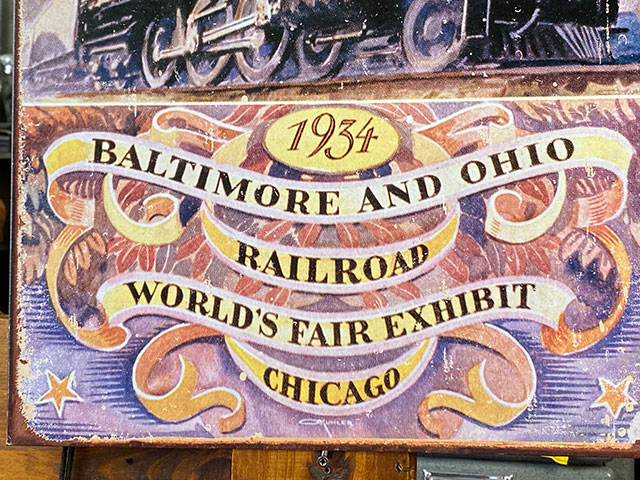 1934
BALTIMORE AND OHIO
RAILROAD
WORLD'S FAIR EXHIBIT
CHICAGO